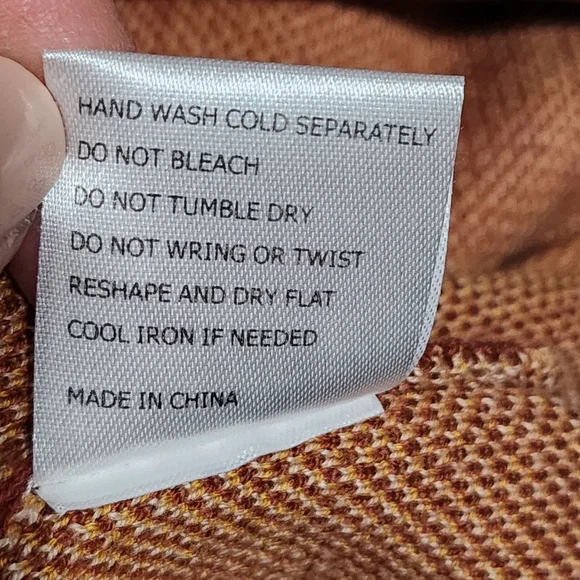 HAND WASH COLD SEPARATELY
DO NOT BLEACH
DO NOT TUMBLE DRY
DO NOT WRING OR TWIST
RESHAPE AND DRY FLAT
COOL IRON IF NEEDED
MADE IN CHINA